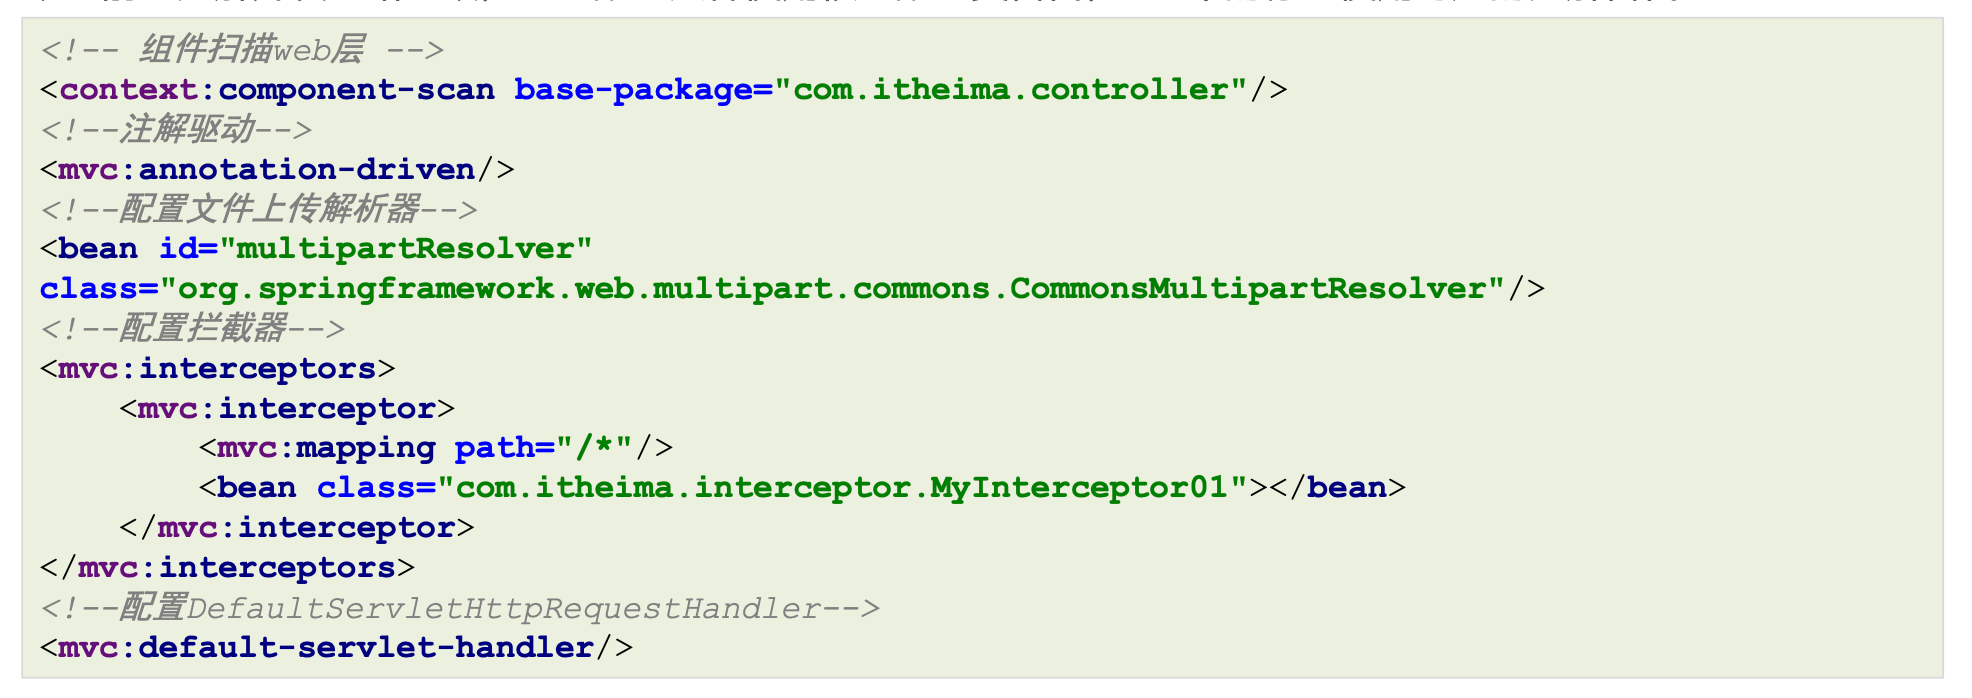 <!-- 组件扫描web层 -->
<context:component-scan base-package="com.itheima.controller"/>
<!--注解驱动-->
<mvc:annotation-driven/>
<!--配置文件上传解析器-->
<bean id="multipartResolver"
class="org.springframework.web.multipart.commons.CommonsMultipartResolver"/>
<!--配置拦截器-->
<mvc:interceptors>
    <mvc:interceptor>
        <mvc:mapping path="/*"/>
        <bean class="com.itheima.interceptor.MyInterceptor01"></bean>
    </mvc:interceptor>
</mvc:interceptors>
<!--配置DefaultServletHttpRequestHandler-->
<mvc:default-servlet-handler/>